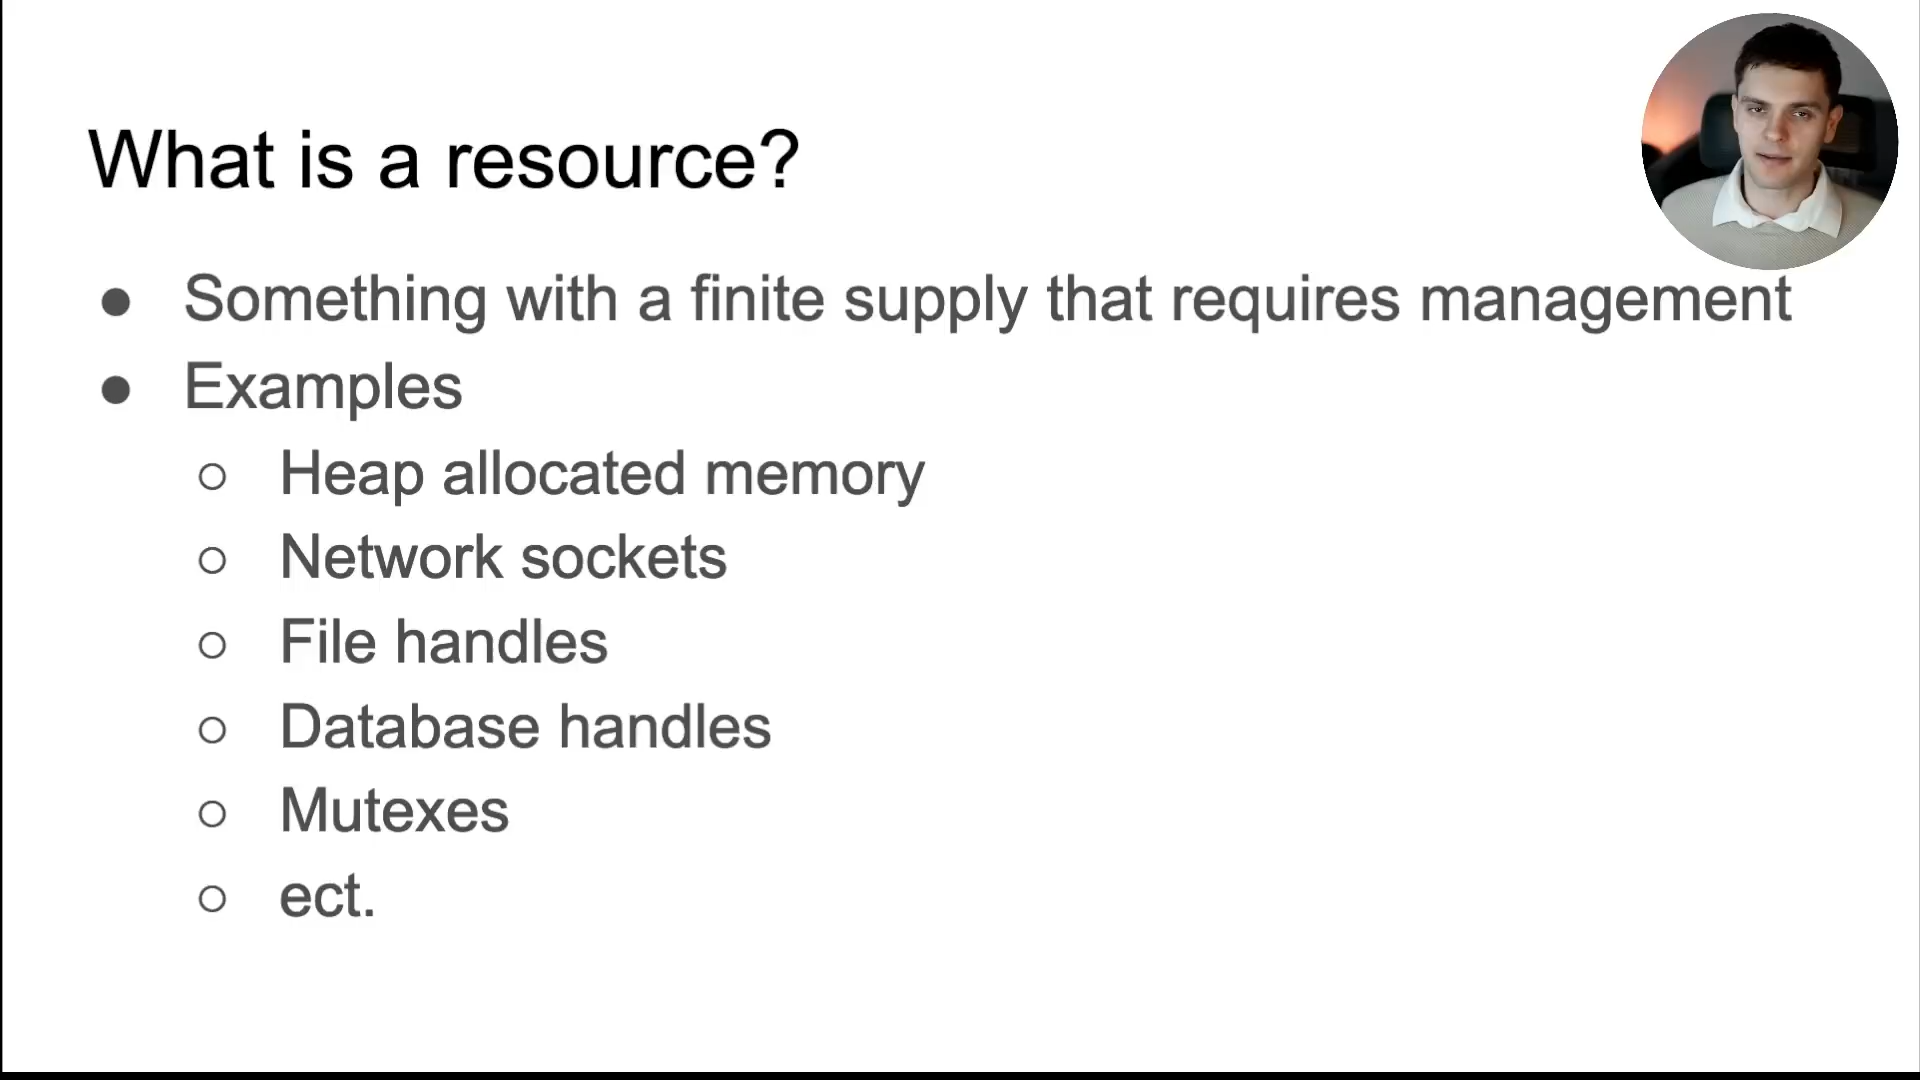 What is a resource?
● Something with a finite supply that requires management
● Examples
○ Heap allocated memory
○ Network sockets
○ File handles
○ Database handles
○ Mutexes
○ ect.